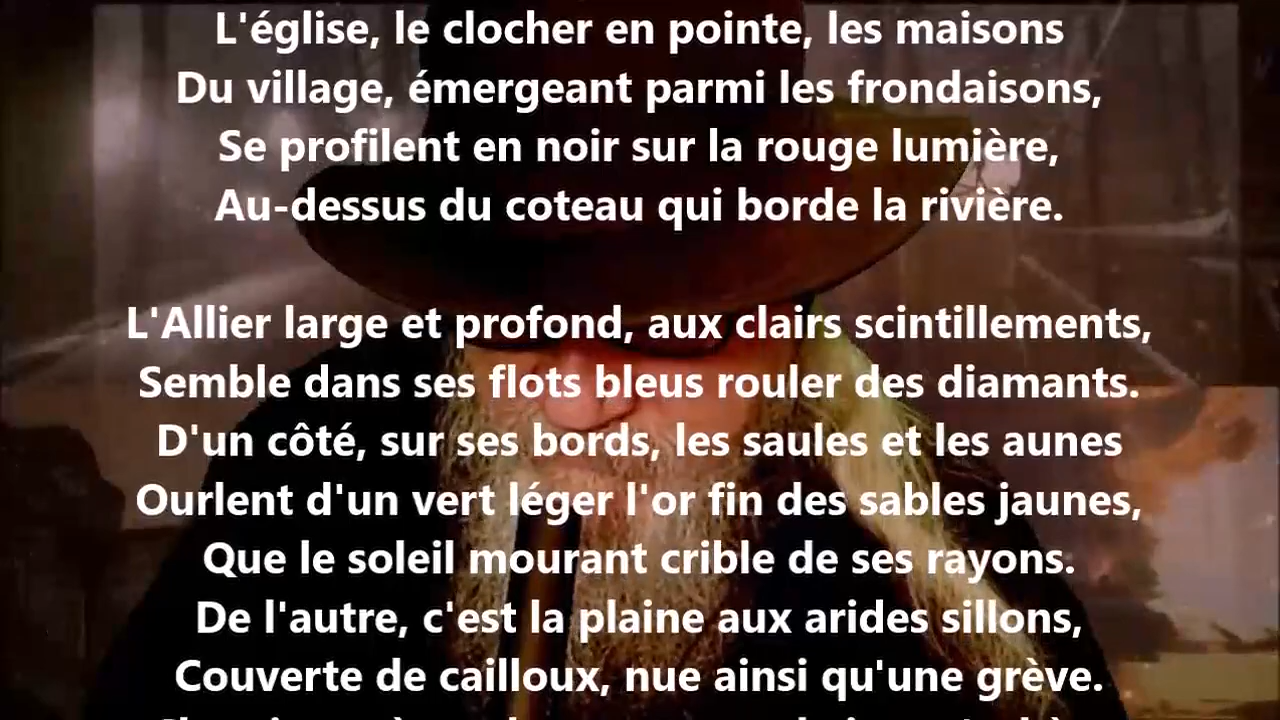 L'église, le clocher en pointe, les maisons
Du village, émergeant parmi les frondaisons,
Se profilent en noir sur la rouge lumière,
Au-dessus du coteau qui borde la rivière.
L'Allier large et profond, aux clairs scintillements,
Semble dans ses flots bleus rouler des diamants.
D'un côté, sur ses bords, les saules et les aunes
Ourlent d'un vert léger l'or fin des sables jaunes,
Que le soleil mourant crible de ses rayons.
De l'autre, c'est la plaine aux arides sillons,
Couverte de cailloux, nue ainsi qu'une grève.